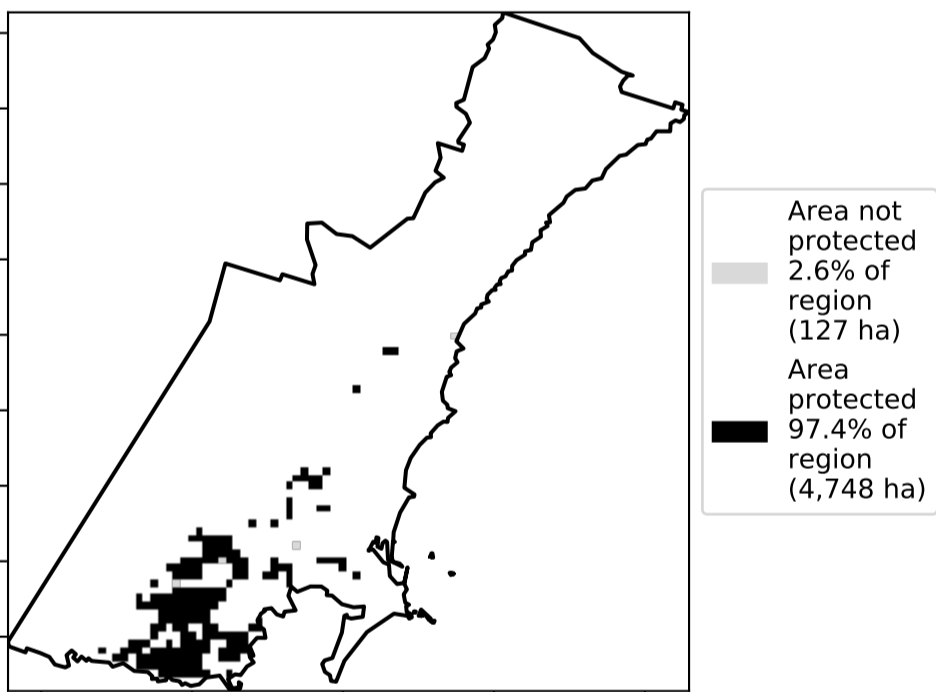 Area not
protected
2.6% of
region
(127 ha)
Area
protected
97.4% of
region
(4,748 ha)